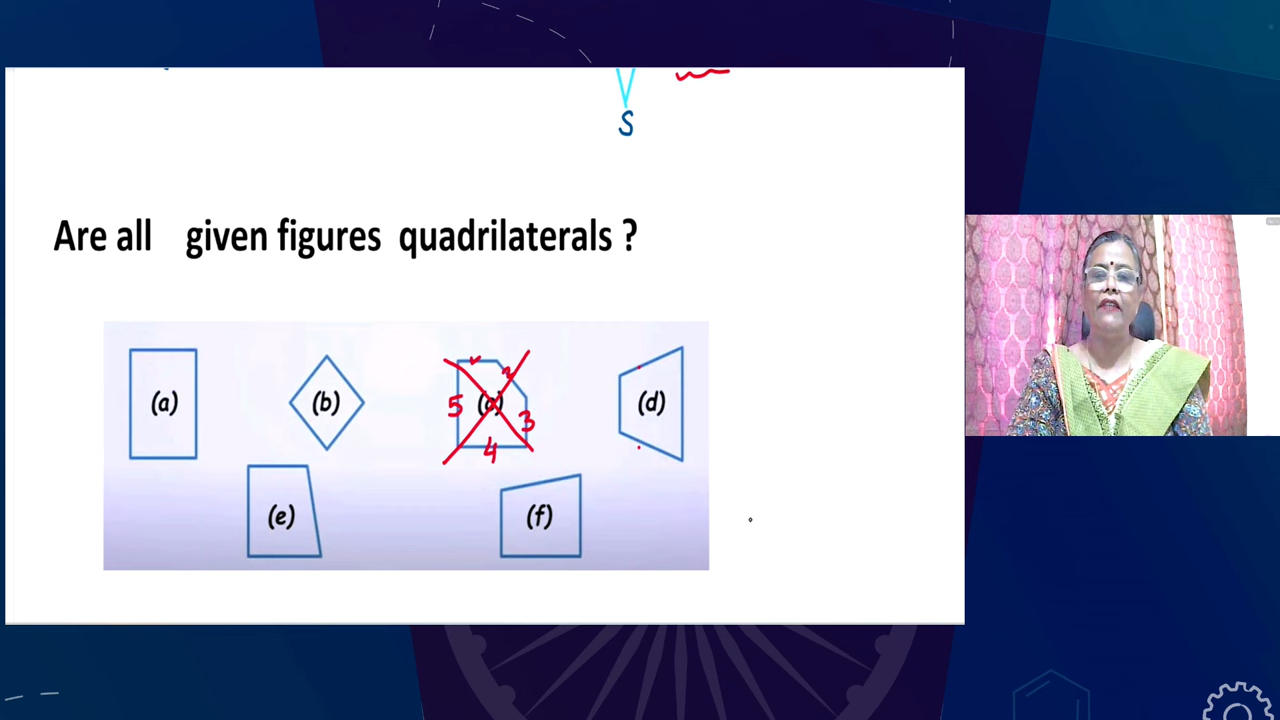 S
Are all given figures quadrilaterals ?
(a) (b) (d)
5 2 3
4
(e) (f)